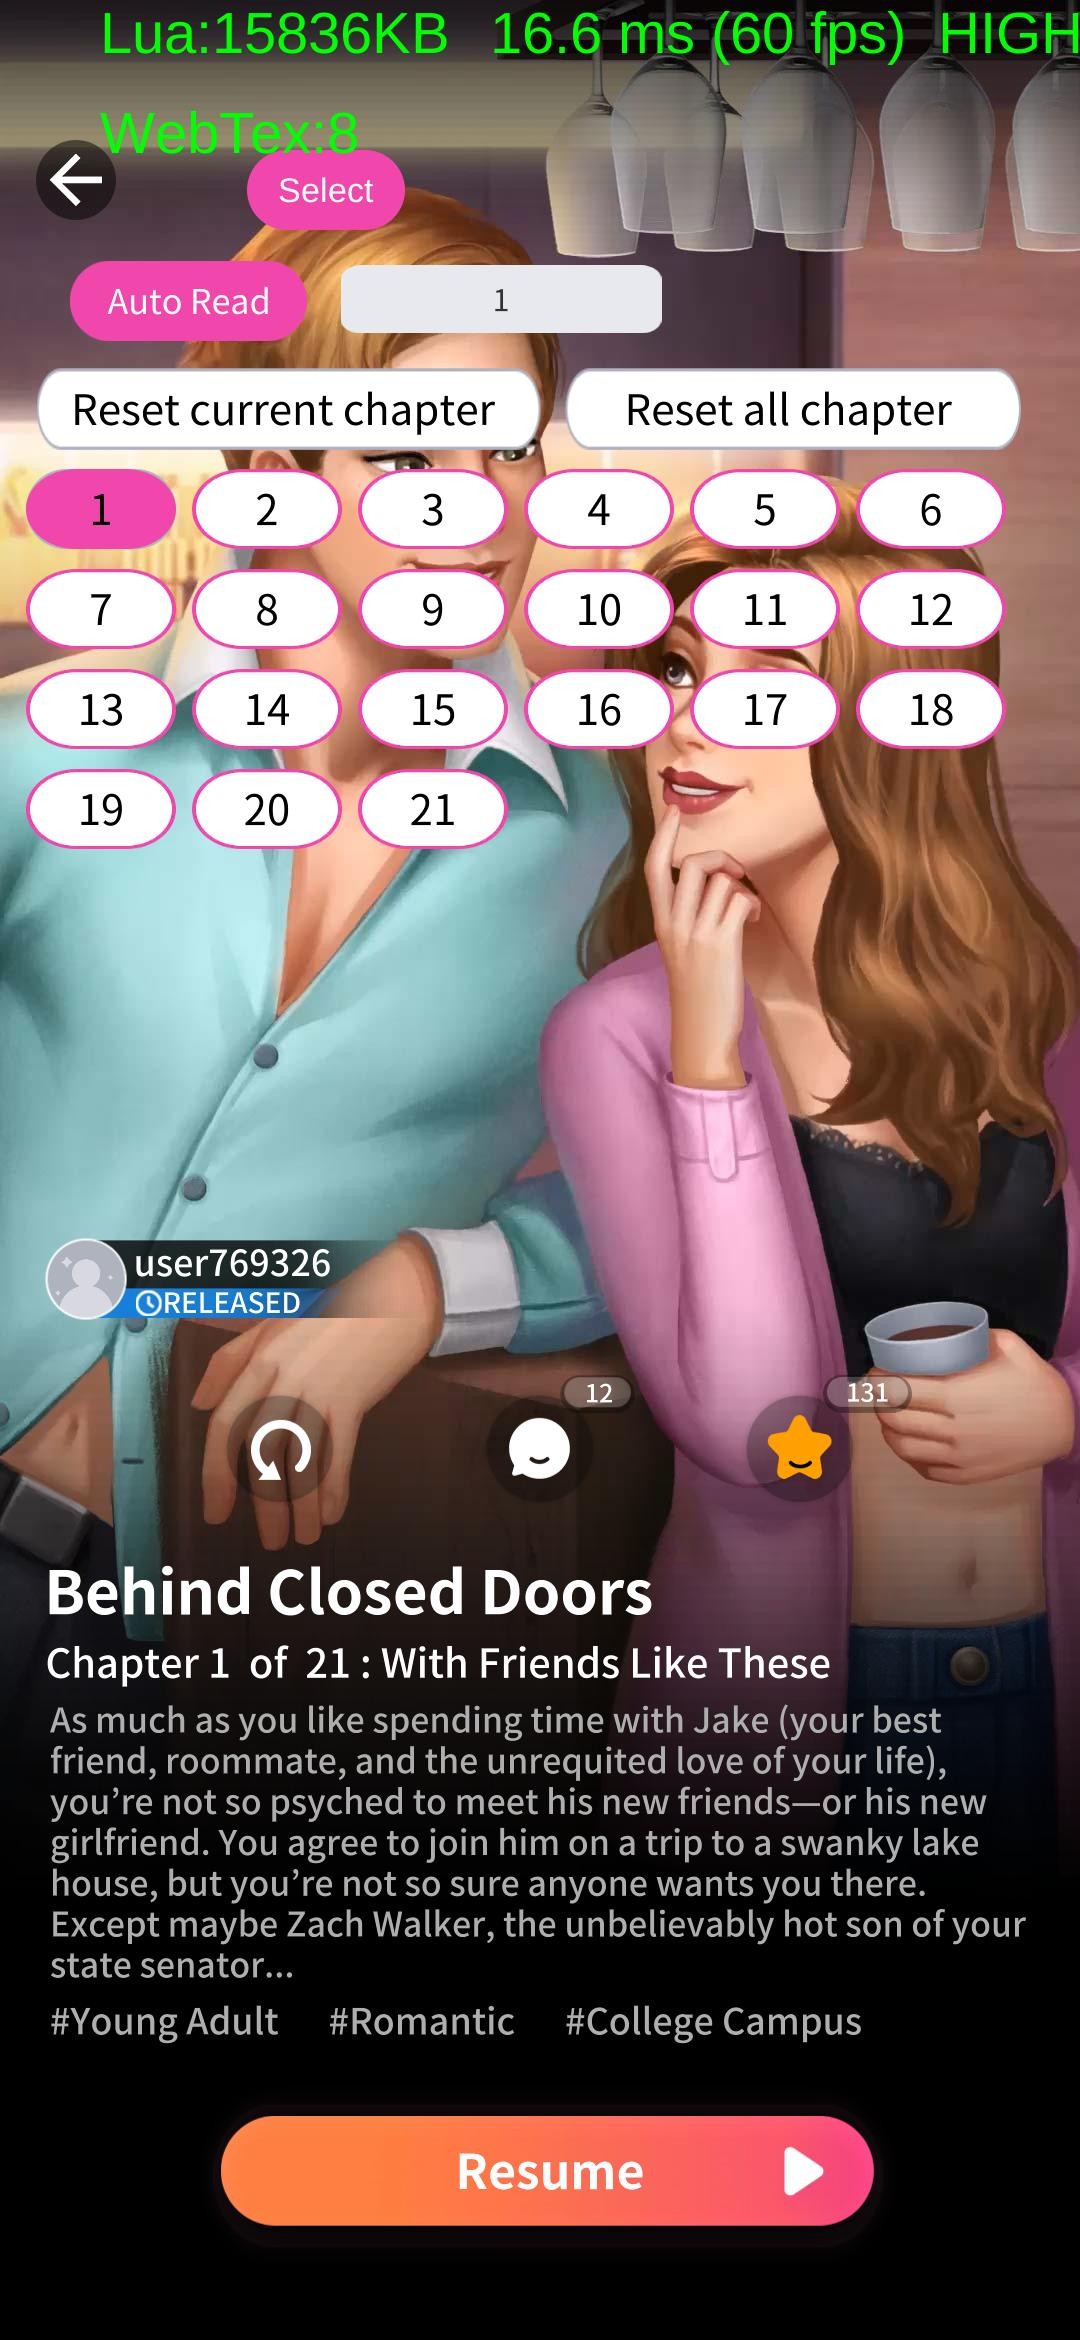 Lua:15836KB 16.6 ms (60 fps) HIGH
WebTex:8
Select
Auto Read 1
Reset current chapter Reset all chapter
1 2 3 4 5 6
7 8 9 10 11 12
13 14 15 16 17 18
19 20 21
user769326
RELEASED
12 131
Behind Closed Doors
Chapter 1 of 21 : With Friends Like These
As much as you like spending time with Jake (your best
friend, roommate, and the unrequited love of your life),
you’re not so psyched to meet his new friends—or his new
girlfriend. You agree to join him on a trip to a swanky lake
house, but you’re not so sure anyone wants you there.
Except maybe Zach Walker, the unbelievably hot son of your
state senator...
#Young Adult #Romantic #College Campus
Resume